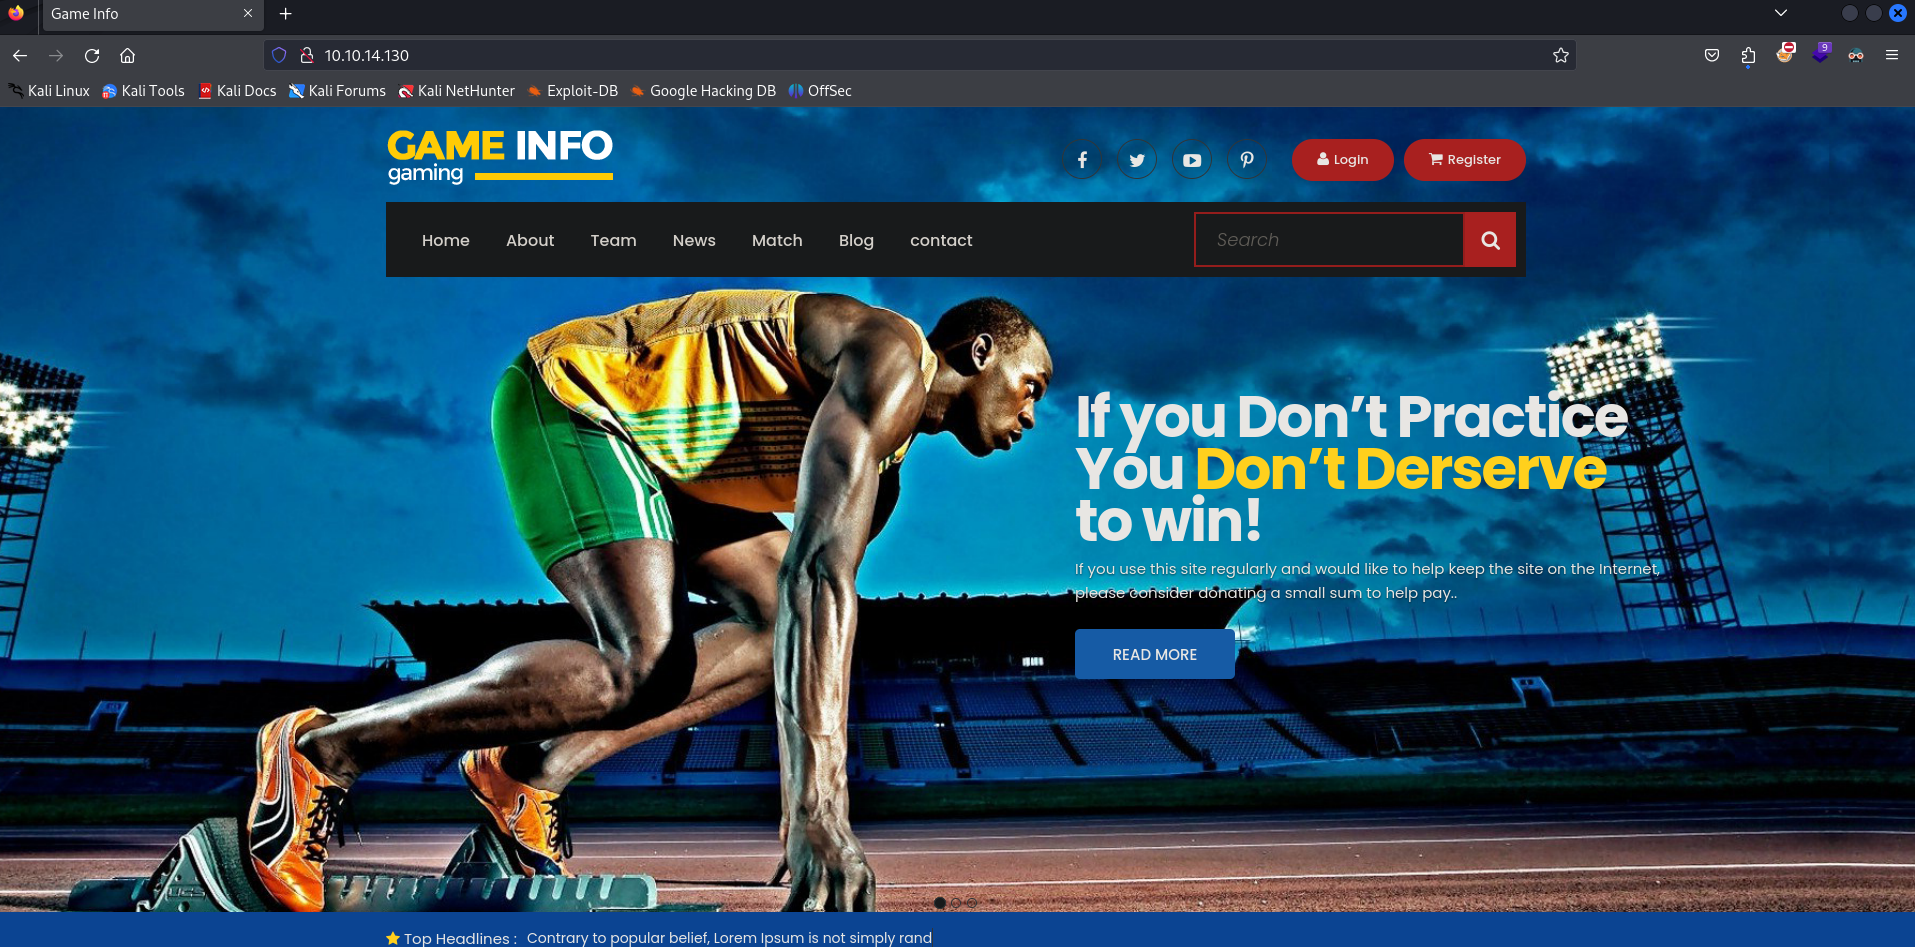 Game Info
10.10.14.130
9
Kali Linux Kali Tools Kali Docs Kali Forums Kali NetHunter Exploit-DB Google Hacking DB OffSec
GAME INFO
gaming
Login Register
Home About Team News Match Blog contact Search
If you Don’t Practice
You Don’t Derserve
to win!
If you use this site regularly and would like to help keep the site on the Internet,
please consider donating a small sum to help pay..
READ MORE
Top Headlines : Contrary to popular belief, Lorem Ipsum is not simply rand